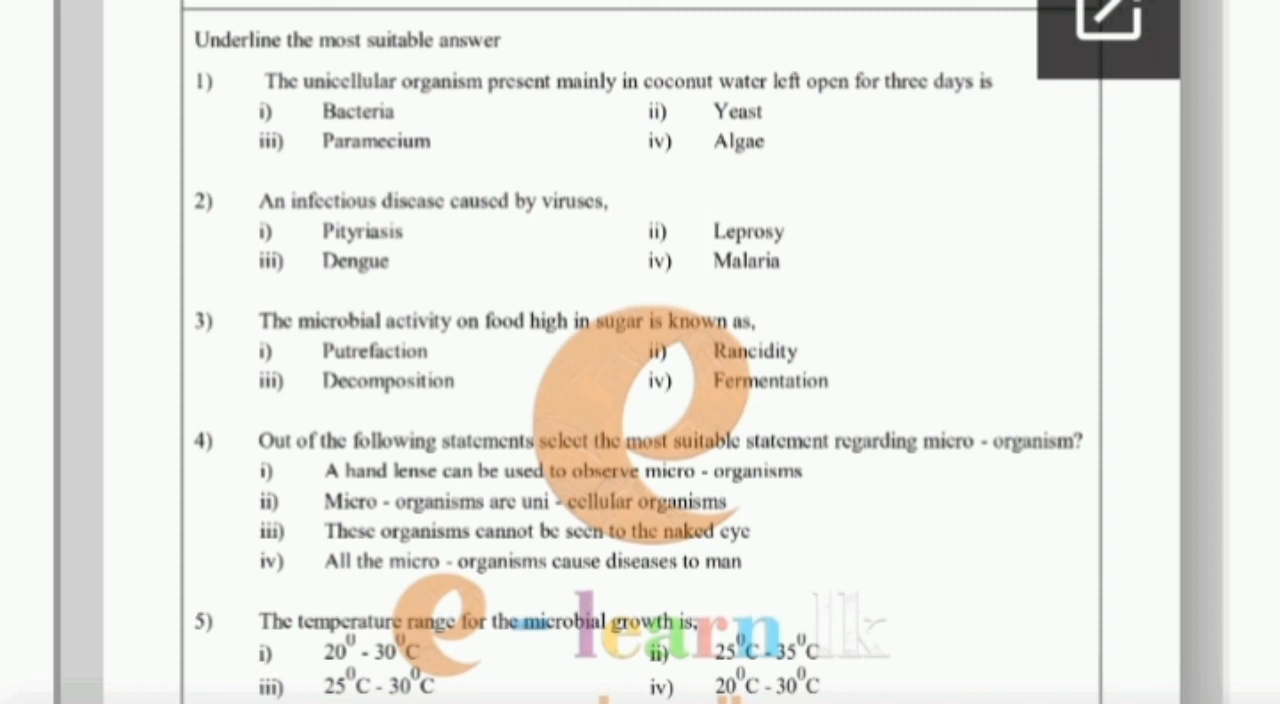 Underline the most suitable answer
1) The unicellular organism present mainly in coconut water left open for three days is
i) Bacteria ii) Yeast
iii) Paramecium iv) Algae
2) An infectious disease caused by viruses,
i) Pityriasis ii) Leprosy
iii) Dengue iv) Malaria
3) The microbial activity on food high in sugar is known as,
i) Putrefaction ii) Rancidity
iii) Decomposition iv) Fermentation
4) Out of the following statements select the most suitable statement regarding micro - organism?
i) A hand lense can be used to observe micro - organisms
ii) Micro - organisms are uni - cellular organisms
iii) These organisms cannot be seen to the naked eye
iv) All the micro - organisms cause diseases to man
e - learn.lk
5) The temperature range for the microbial growth is,
i) 20⁰ - 30⁰C ii) 25⁰C - 35⁰C
iii) 25⁰C - 30⁰C iv) 20⁰C - 30⁰C